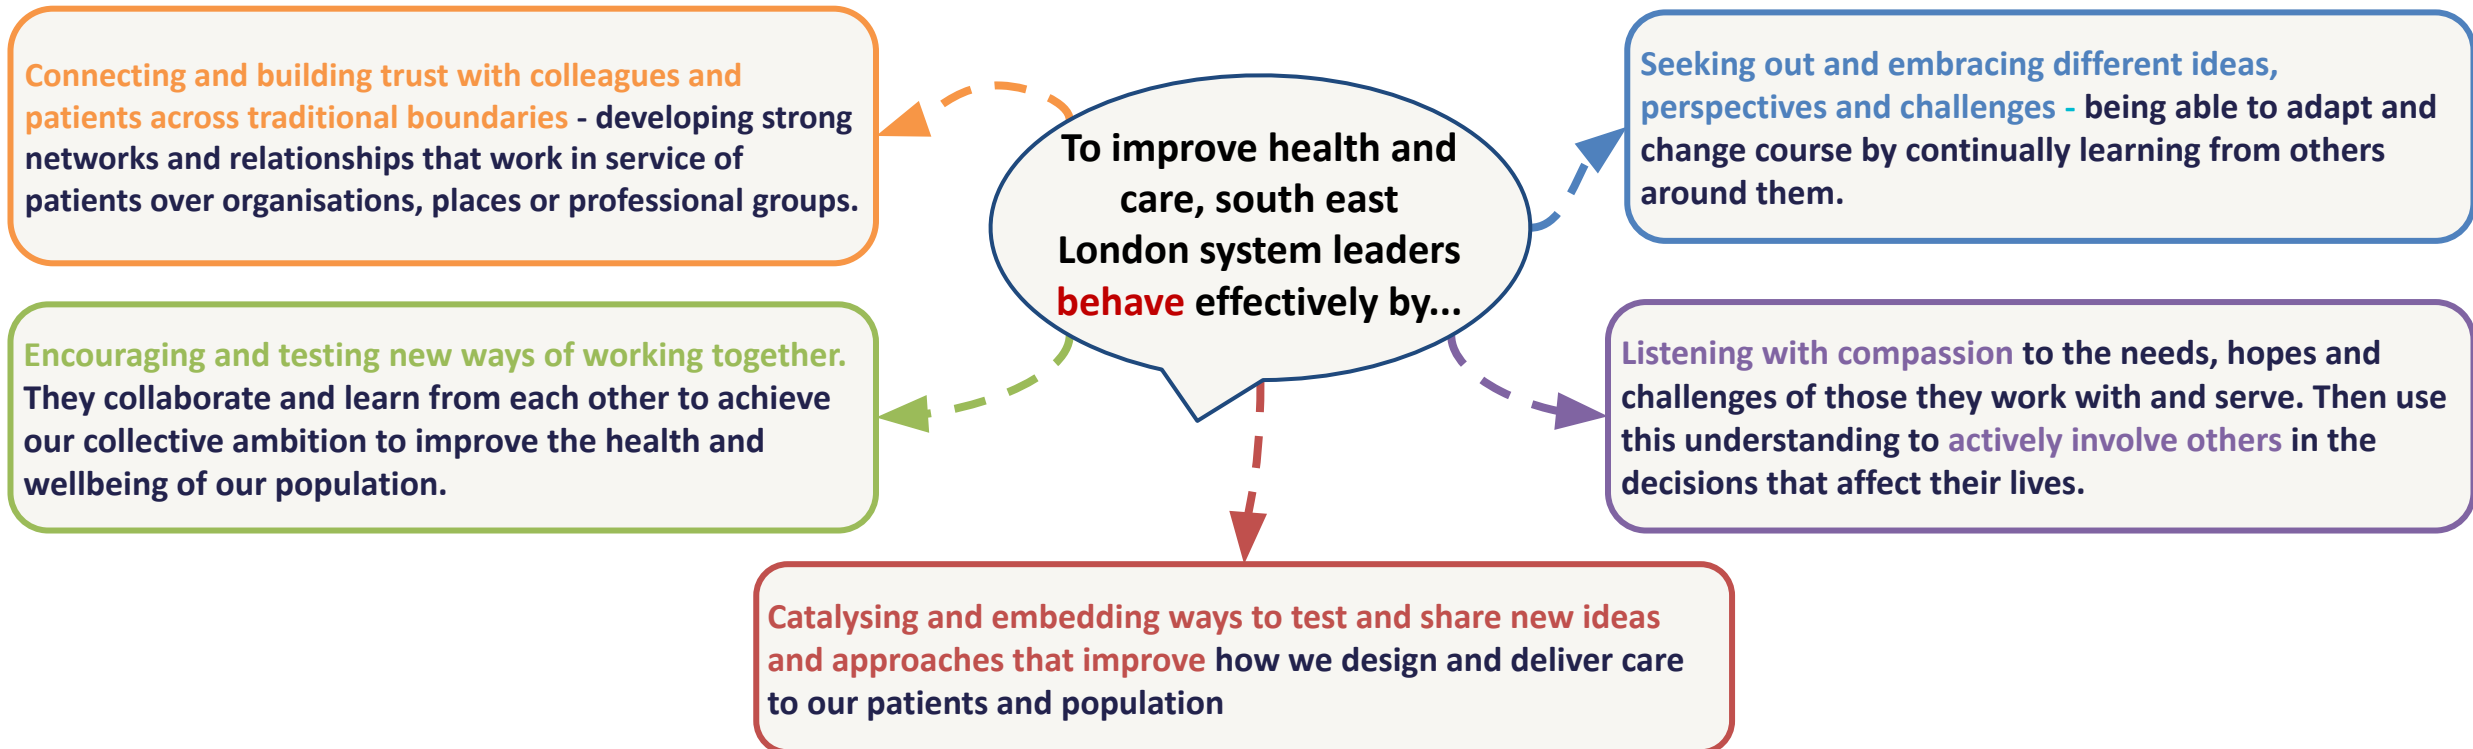 Connecting and building trust with colleagues and
patients across traditional boundaries - developing strong
networks and relationships that work in service of
patients over organisations, places or professional groups.
To improve health and
care, south east
London system leaders
behave effectively by...
Seeking out and embracing different ideas,
perspectives and challenges - being able to adapt and
change course by continually learning from others
around them.
Encouraging and testing new ways of working together.
They collaborate and learn from each other to achieve
our collective ambition to improve the health and
wellbeing of our population.
Listening with compassion to the needs, hopes and
challenges of those they work with and serve. Then use
this understanding to actively involve others in the
decisions that affect their lives.
Catalysing and embedding ways to test and share new ideas
and approaches that improve how we design and deliver care
to our patients and population